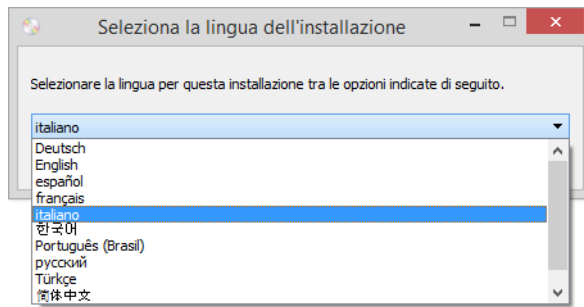 Seleziona la lingua dell'installazione
Selezionare la lingua per questa installazione tra le opzioni indicate di seguito.
italiano
Deutsch
English
español
français
italiano
한국어
Português (Brasil)
русский
Türkçe
简体中文